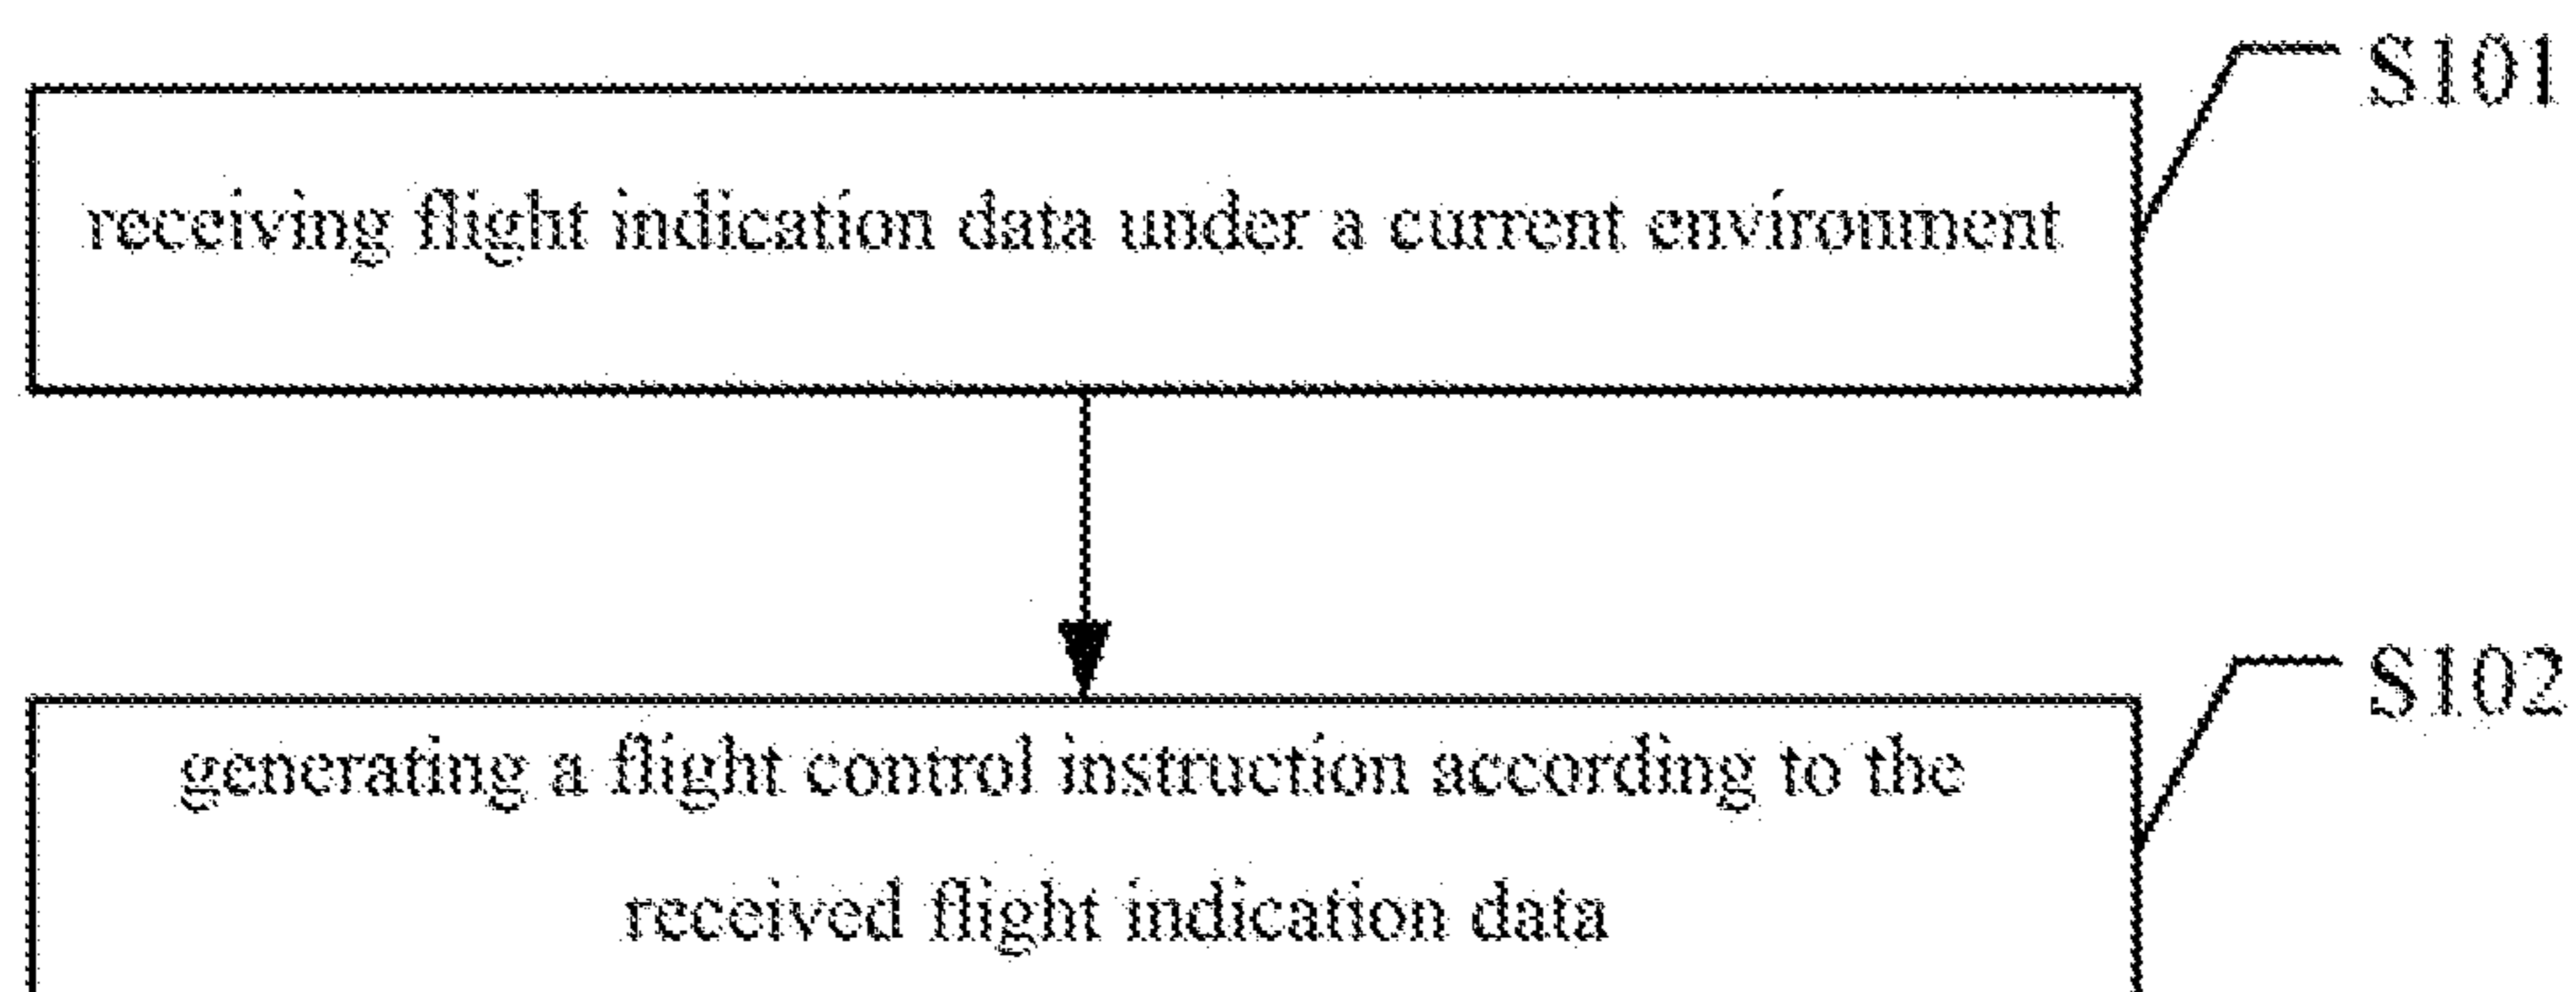 S101
receiving flight indication data under a current environment
S102
generating a flight control instruction according to the
received flight indication data